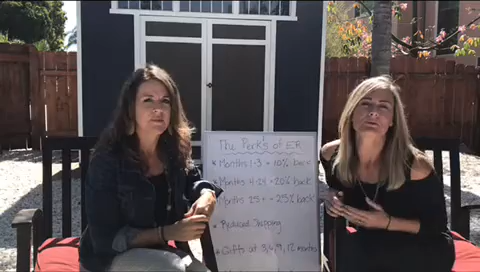 The Perk's of ER
* Months 1-3 = 10% back
* Months 4-24 = 20% back
Months 25+ = 25% back
* Reduced Shipping
* Gifts at 3, 6, 9, 12 months